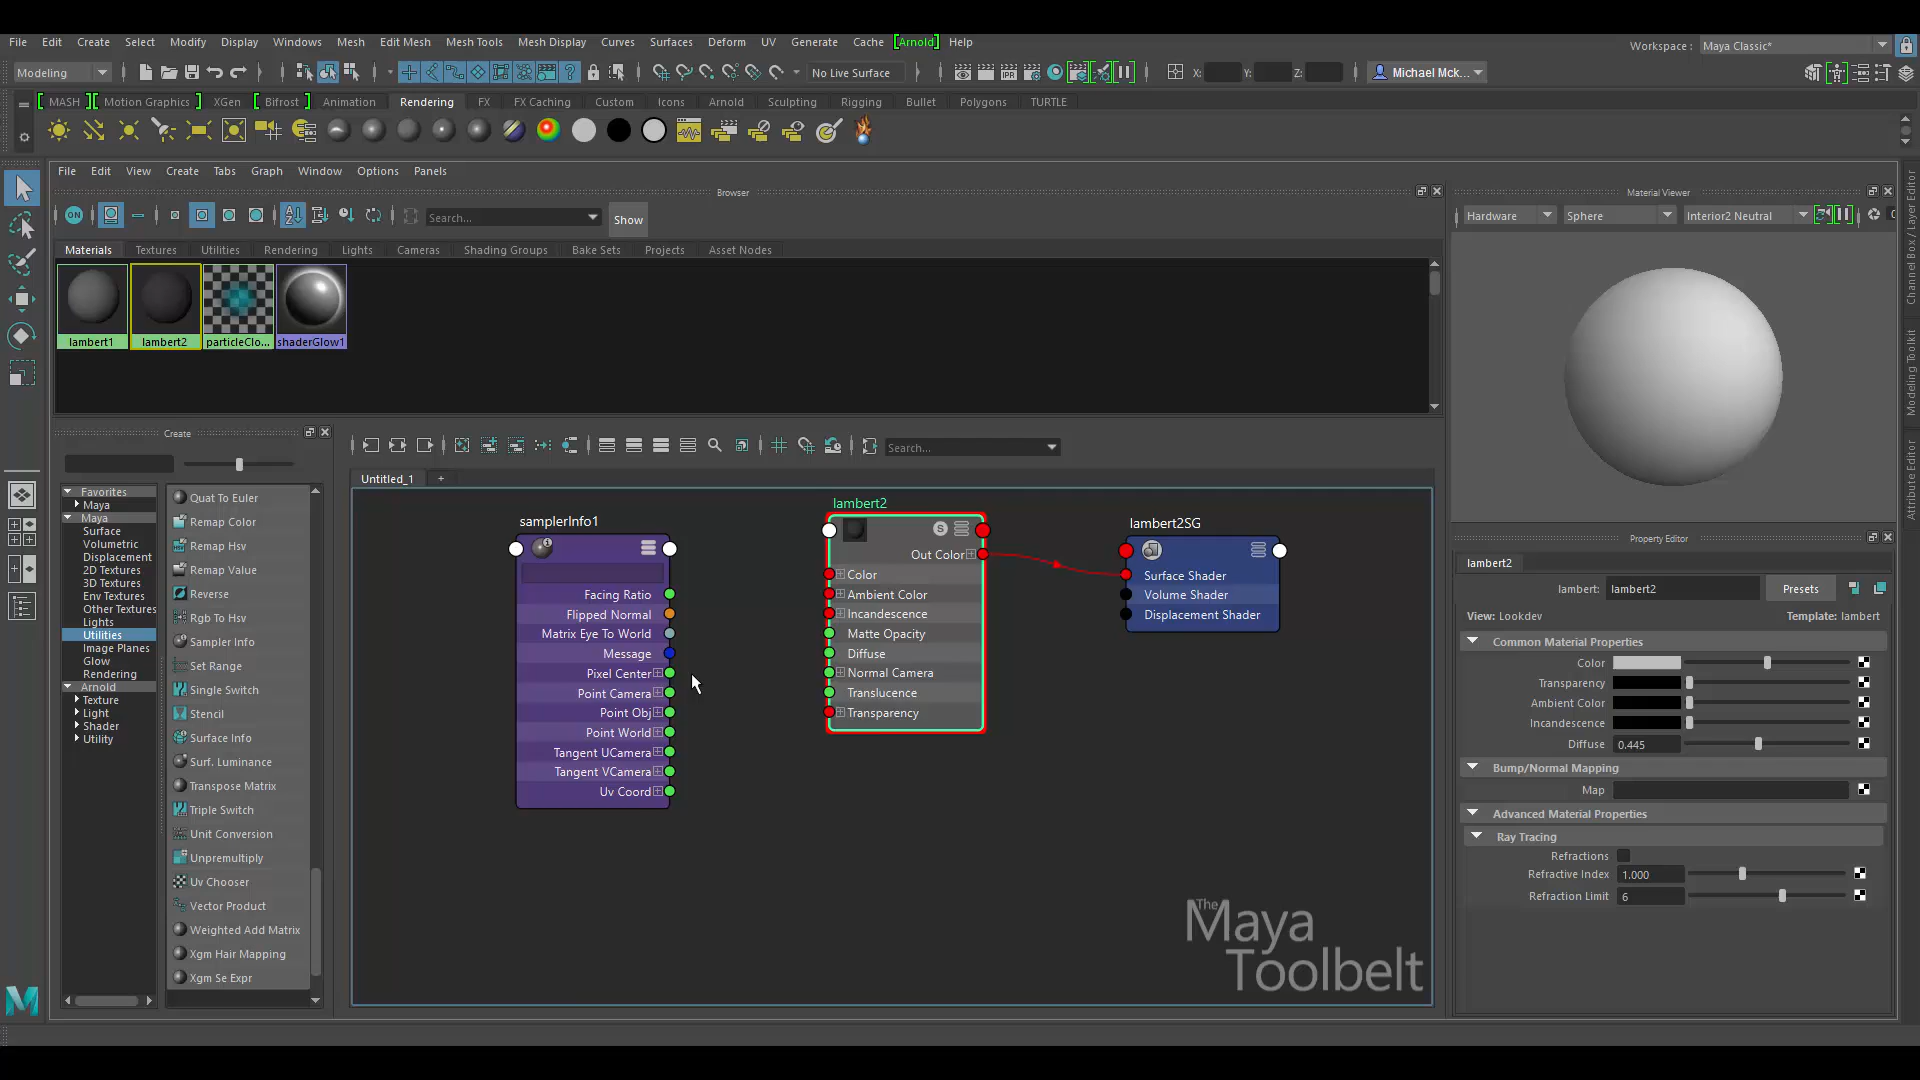 File Edit Create Select Modify Display Windows Mesh Edit Mesh Mesh Tools Mesh Display Curves Surfaces Deform UV Generate Cache [Arnold] Help
Workspace : Maya Classic*
Modeling No Live Surface X: Y: Z: Michael Mck...
MASH Motion Graphics XGen Bifrost Animation Rendering FX FX Caching Custom Icons Arnold Sculpting Rigging Bullet Polygons TURTLE
File Edit View Create Tabs Graph Window Options Panels
Browser
ON Search... Show
Materials Textures Utilities Rendering Lights Cameras Shading Groups Bake Sets Projects Asset Nodes
lambert1 lambert2 particleClo... shaderGlow1
Material Viewer
Hardware Sphere Interior2 Neutral
Channel Box / Layer Editor
Modeling Toolkit
Attribute Editor
Create
Favorites
Maya
Maya
Surface
Volumetric
Displacement
2D Textures
3D Textures
Env Textures
Other Textures
Lights
Utilities
Image Planes
Glow
Rendering
Arnold
Texture
Light
Shader
Utility
Quat To Euler
Remap Color
Remap Hsv
Remap Value
Reverse
Rgb To Hsv
Sampler Info
Set Range
Single Switch
Stencil
Surface Info
Surf. Luminance
Transpose Matrix
Triple Switch
Unit Conversion
Unpremultiply
Uv Chooser
Vector Product
Weighted Add Matrix
Xgm Hair Mapping
Xgm Se Expr
Search...
Untitled_1 +
samplerInfo1
Facing Ratio
Flipped Normal
Matrix Eye To World
Message
Pixel Center
Point Camera
Point Obj
Point World
Tangent UCamera
Tangent VCamera
Uv Coord
lambert2
S
Out Color
Color
Ambient Color
Incandescence
Matte Opacity
Diffuse
Normal Camera
Translucence
Transparency
lambert2SG
Surface Shader
Volume Shader
Displacement Shader
The
Maya
Toolbelt
Property Editor
lambert2
lambert: lambert2 Presets
View: Lookdev Template: lambert
Common Material Properties
Color
Transparency
Ambient Color
Incandescence
Diffuse 0.445
Bump/Normal Mapping
Map
Advanced Material Properties
Ray Tracing
Refractions
Refractive Index 1.000
Refraction Limit 6